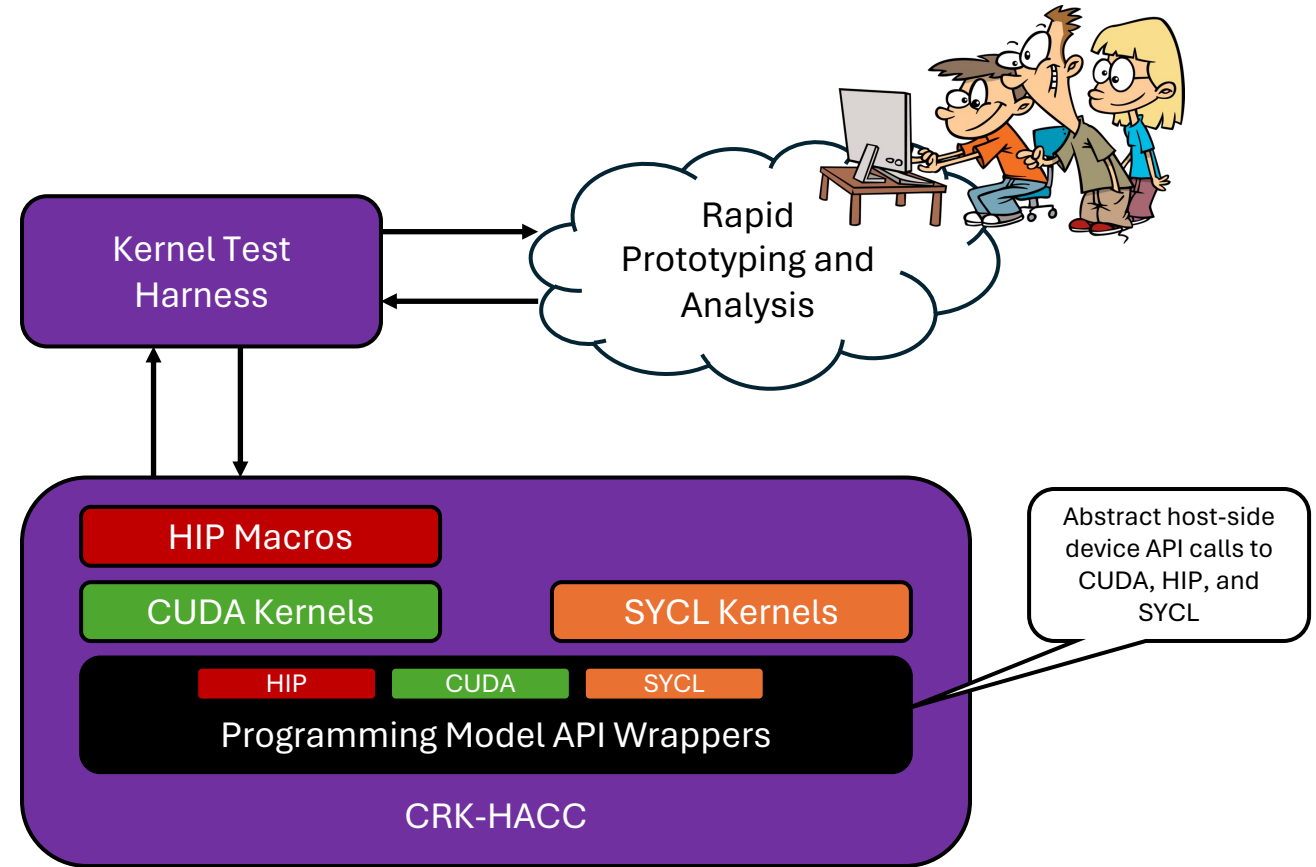 Rapid
Prototyping and
Analysis
Kernel Test
Harness
HIP Macros
CUDA Kernels
SYCL Kernels
HIP
CUDA
SYCL
Programming Model API Wrappers
CRK-HACC
Abstract host-side
device API calls to
CUDA, HIP, and
SYCL